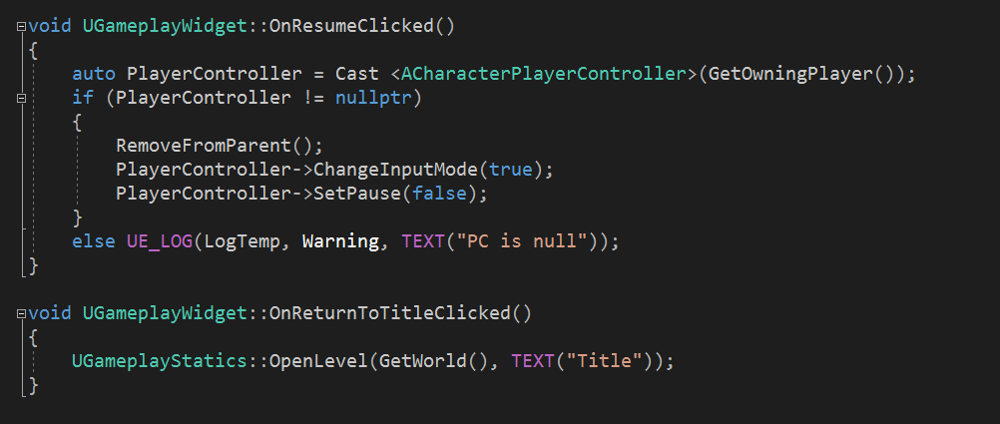 void UGameplayWidget::OnResumeClicked()
{
    auto PlayerController = Cast <ACharacterPlayerController>(GetOwningPlayer());
    if (PlayerController != nullptr)
    {
        RemoveFromParent();
        PlayerController->ChangeInputMode(true);
        PlayerController->SetPause(false);
    }
    else UE_LOG(LogTemp, Warning, TEXT("PC is null"));
}

void UGameplayWidget::OnReturnToTitleClicked()
{
    UGameplayStatics::OpenLevel(GetWorld(), TEXT("Title"));
}